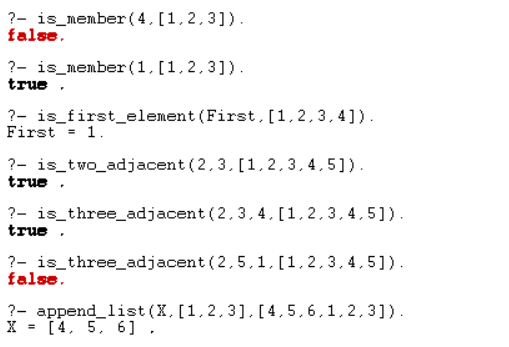 ?- is_member(4,[1,2,3]).
false.
?- is_member(1,[1,2,3]).
true .
?- is_first_element(First,[1,2,3,4]).
First = 1.
?- is_two_adjacent(2,3,[1,2,3,4,5]).
true .
?- is_three_adjacent(2,3,4,[1,2,3,4,5]).
true .
?- is_three_adjacent(2,5,1,[1,2,3,4,5]).
false.
?- append_list(X,[1,2,3],[4,5,6,1,2,3]).
X = [4, 5, 6] .